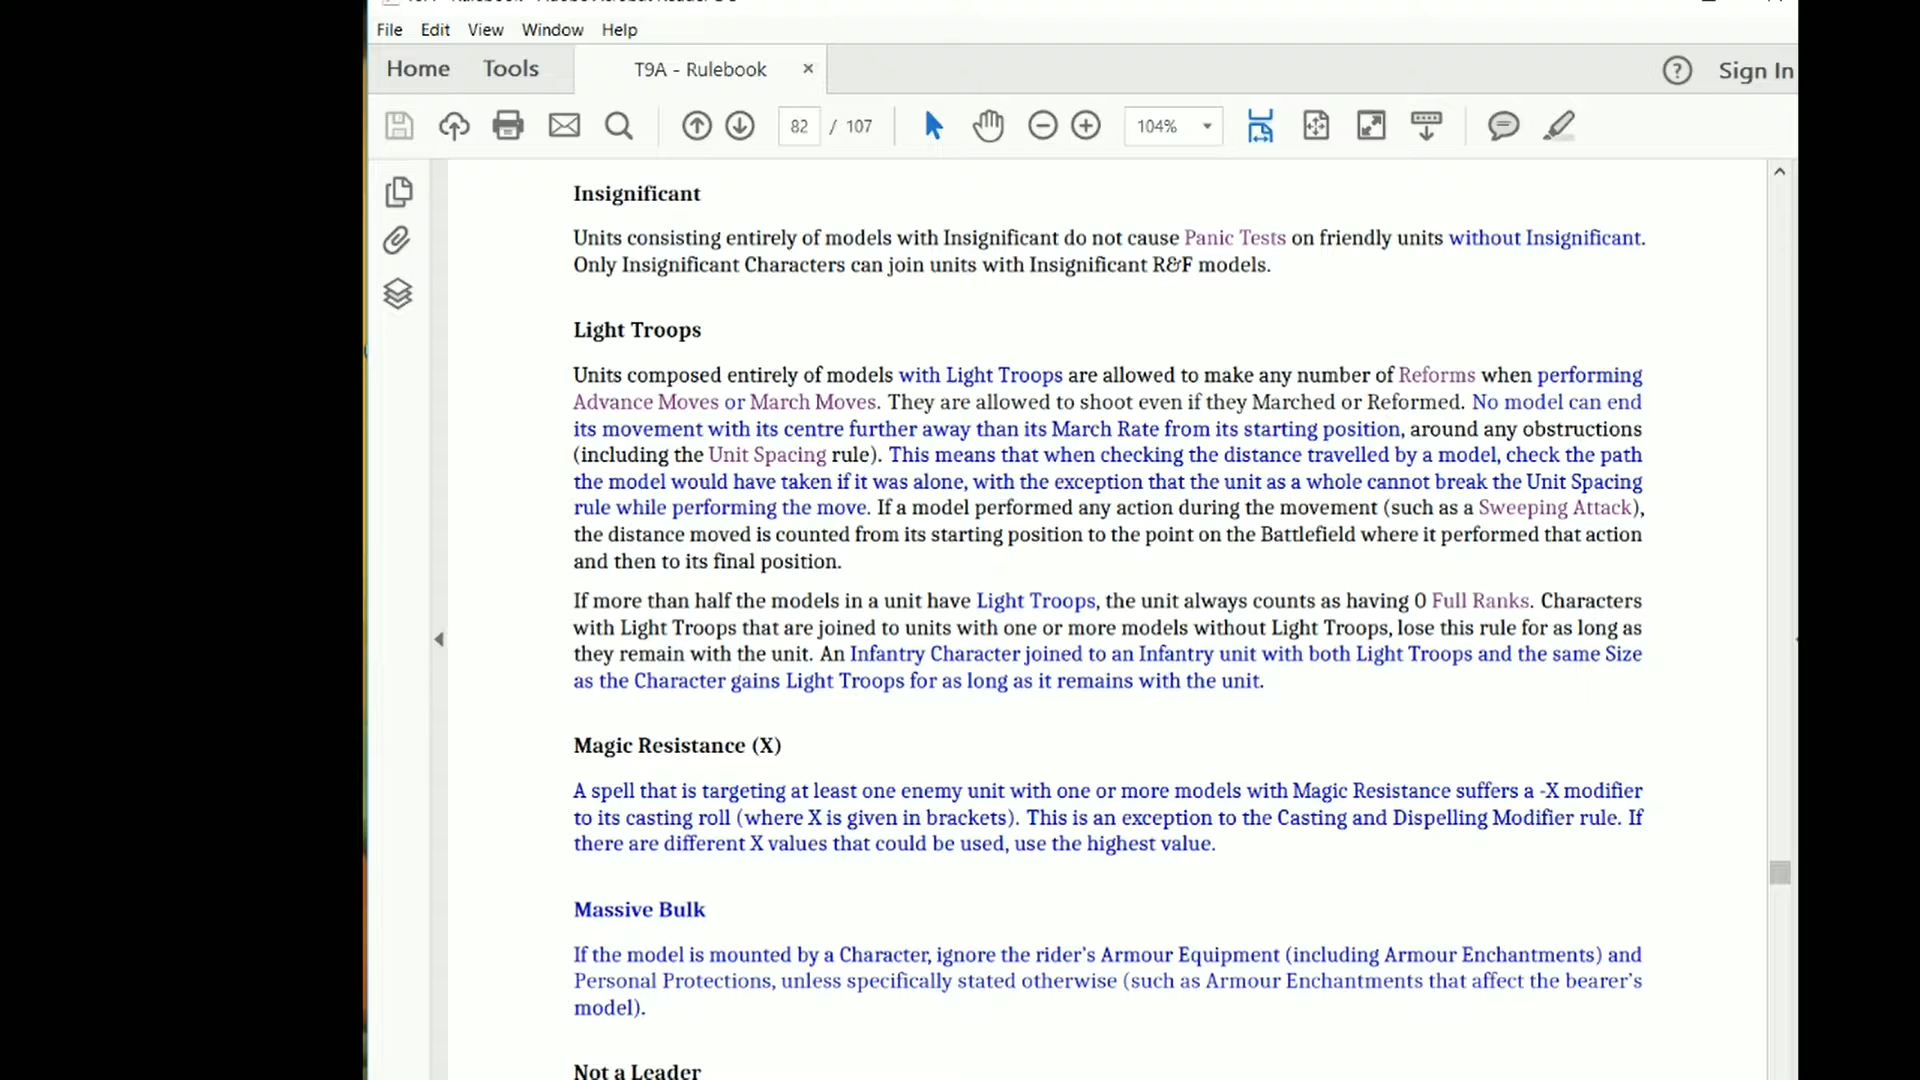 File Edit View Window Help
Home Tools T9A - Rulebook × ? Sign In
82 / 107 104%
Insignificant
Units consisting entirely of models with Insignificant do not cause Panic Tests on friendly units without Insignificant.
Only Insignificant Characters can join units with Insignificant R&F models.
Light Troops
Units composed entirely of models with Light Troops are allowed to make any number of Reforms when performing
Advance Moves or March Moves. They are allowed to shoot even if they Marched or Reformed. No model can end
its movement with its centre further away than its March Rate from its starting position, around any obstructions
(including the Unit Spacing rule). This means that when checking the distance travelled by a model, check the path
the model would have taken if it was alone, with the exception that the unit as a whole cannot break the Unit Spacing
rule while performing the move. If a model performed any action during the movement (such as a Sweeping Attack),
the distance moved is counted from its starting position to the point on the Battlefield where it performed that action
and then to its final position.
If more than half the models in a unit have Light Troops, the unit always counts as having 0 Full Ranks. Characters
with Light Troops that are joined to units with one or more models without Light Troops, lose this rule for as long as
they remain with the unit. An Infantry Character joined to an Infantry unit with both Light Troops and the same Size
as the Character gains Light Troops for as long as it remains with the unit.
Magic Resistance (X)
A spell that is targeting at least one enemy unit with one or more models with Magic Resistance suffers a -X modifier
to its casting roll (where X is given in brackets). This is an exception to the Casting and Dispelling Modifier rule. If
there are different X values that could be used, use the highest value.
Massive Bulk
If the model is mounted by a Character, ignore the rider's Armour Equipment (including Armour Enchantments) and
Personal Protections, unless specifically stated otherwise (such as Armour Enchantments that affect the bearer's
model).
Not a Leader